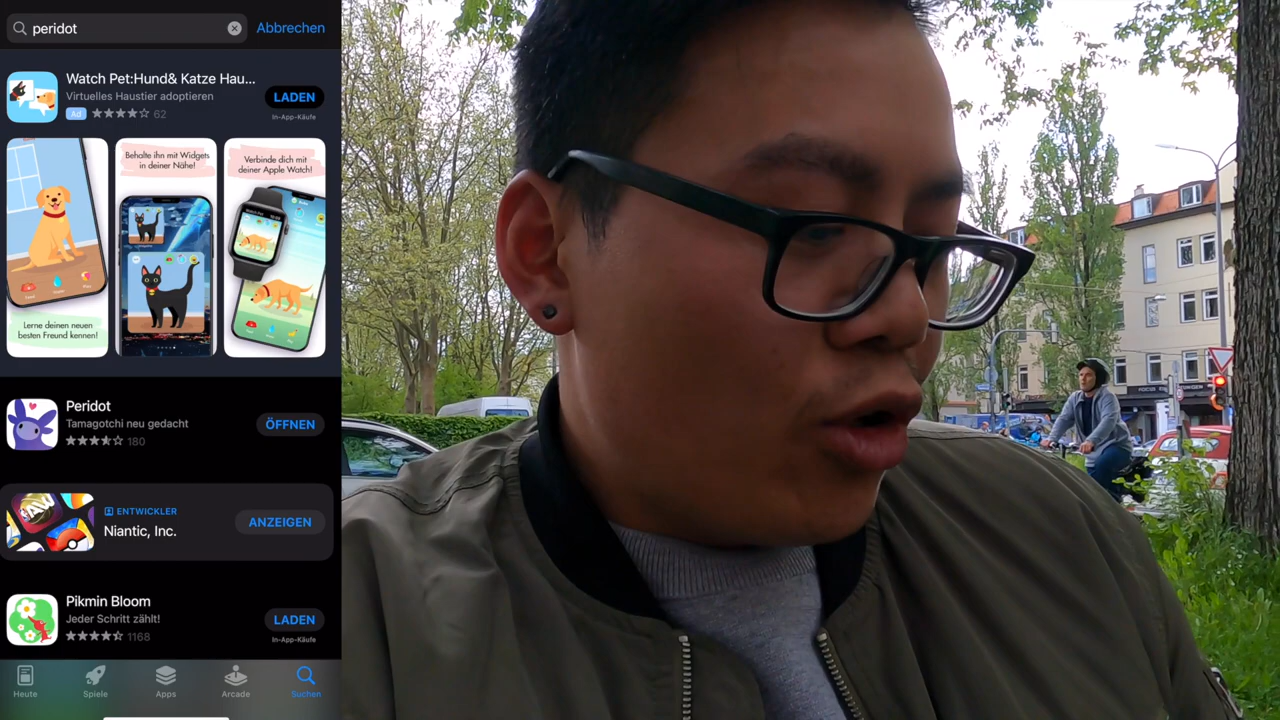 peridot
Abbrechen
Watch Pet:Hund& Katze Hau...
Virtuelles Haustier adoptieren
Ad 62
LADEN
In-App-Käufe
Lerne deinen neuen
besten Freund kennen!
Behalte ihn mit Widgets
in deiner Nähe!
Verbinde dich mit
deiner Apple Watch!
Peridot
Tamagotchi neu gedacht
180
ÖFFNEN
ENTWICKLER
Niantic, Inc.
ANZEIGEN
Pikmin Bloom
Jeder Schritt zählt!
1168
LADEN
In-App-Käufe
Heute
Spiele
Apps
Arcade
Suchen